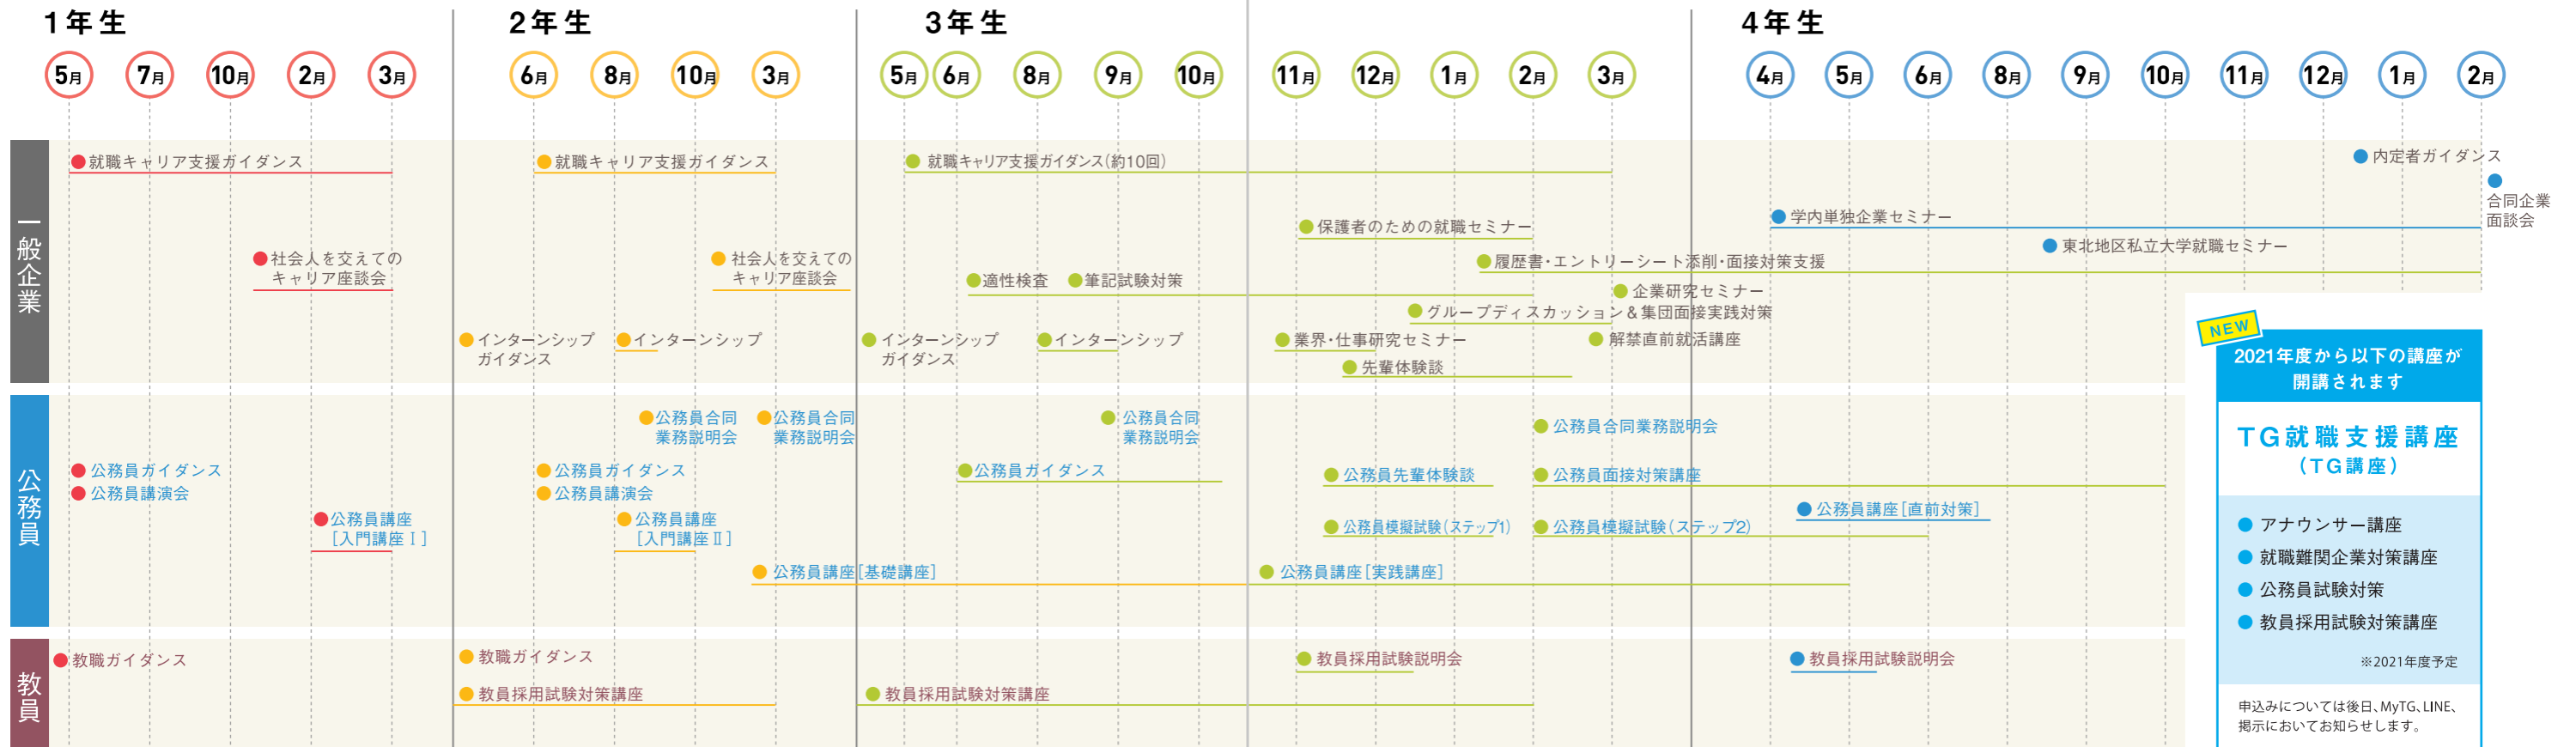 1年生
2年生
3年生
4年生
5月
7月
10月
2月
3月
6月
8月
10月
3月
5月
6月
8月
9月
10月
11月
12月
1月
2月
3月
4月
5月
6月
8月
9月
10月
11月
12月
1月
2月
一般企業
就職キャリア支援ガイダンス
就職キャリア支援ガイダンス
就職キャリア支援ガイダンス(約10回)
内定者ガイダンス
合同企業
面談会
保護者のための就職セミナー
学内単独企業セミナー
東北地区私立大学就職セミナー
社会人を交えての
キャリア座談会
社会人を交えての
キャリア座談会
適性検査
筆記試験対策
履歴書・エントリーシート添削・面接対策支援
企業研究セミナー
グループディスカッション＆集団面接実践対策
インターンシップ
ガイダンス
インターンシップ
インターンシップ
ガイダンス
インターンシップ
業界・仕事研究セミナー
解禁直前就活講座
先輩体験談
公務員
公務員合同
業務説明会
公務員合同
業務説明会
公務員合同
業務説明会
公務員合同業務説明会
公務員ガイダンス
公務員講演会
公務員ガイダンス
公務員講演会
公務員ガイダンス
公務員先輩体験談
公務員面接対策講座
公務員講座
［入門講座Ⅰ］
公務員講座
［入門講座Ⅱ］
公務員模擬試験(ステップ1)
公務員模擬試験(ステップ2)
公務員講座［直前対策］
公務員講座［基礎講座］
公務員講座［実践講座］
教員
教職ガイダンス
教職ガイダンス
教員採用試験説明会
教員採用試験説明会
教員採用試験対策講座
教員採用試験対策講座
NEW
2021年度から以下の講座が
開講されます
TG就職支援講座
(TG講座)
アナウンサー講座
就職難関企業対策講座
公務員試験対策
教員採用試験対策講座
※2021年度予定
申込みについては後日、MyTG、LINE、
掲示においてお知らせします。